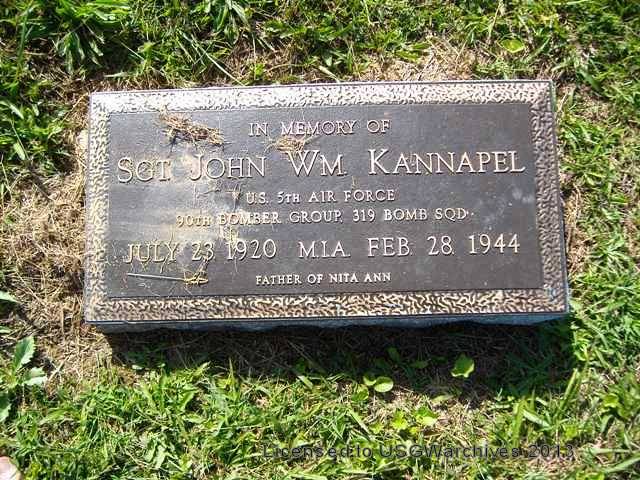 IN MEMORY OF
SGT. JOHN WM. KANNAPEL
U.S. 5TH AIR FORCE
90TH BOMBER GROUP, 319 BOMB SQD.
JULY 23, 1920 M.I.A. FEB. 28, 1944
FATHER OF NITA ANN
Licensed to USGWarchives 2013